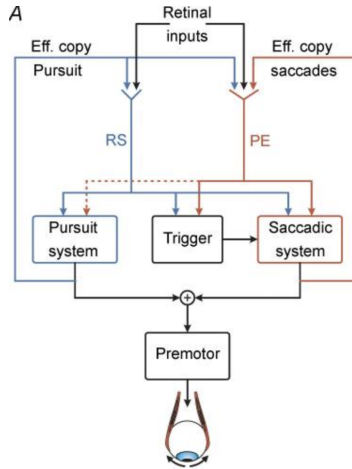 A
Retinal
inputs
Eff. copy
Pursuit
Eff. copy
saccades
RS
PE
Pursuit
system
Trigger
Saccadic
system
+
Premotor